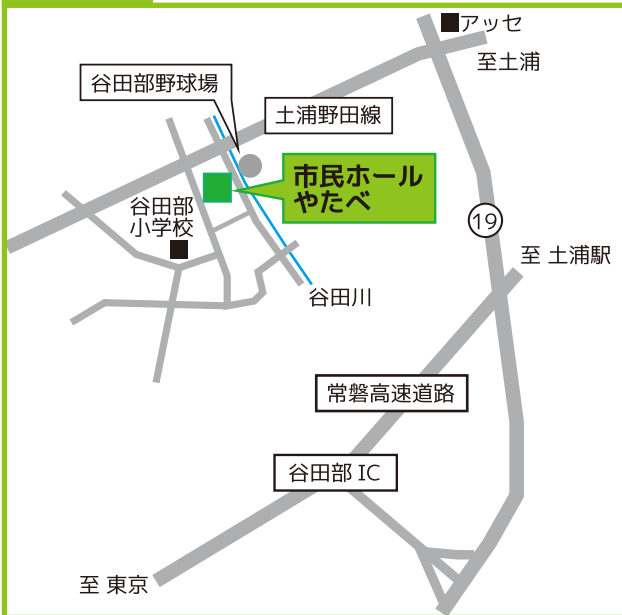 アッセ
至土浦
谷田部野球場
土浦野田線
市民ホール
やたべ
谷田部
小学校
19
至 土浦駅
谷田川
常磐高速道路
谷田部 IC
至 東京